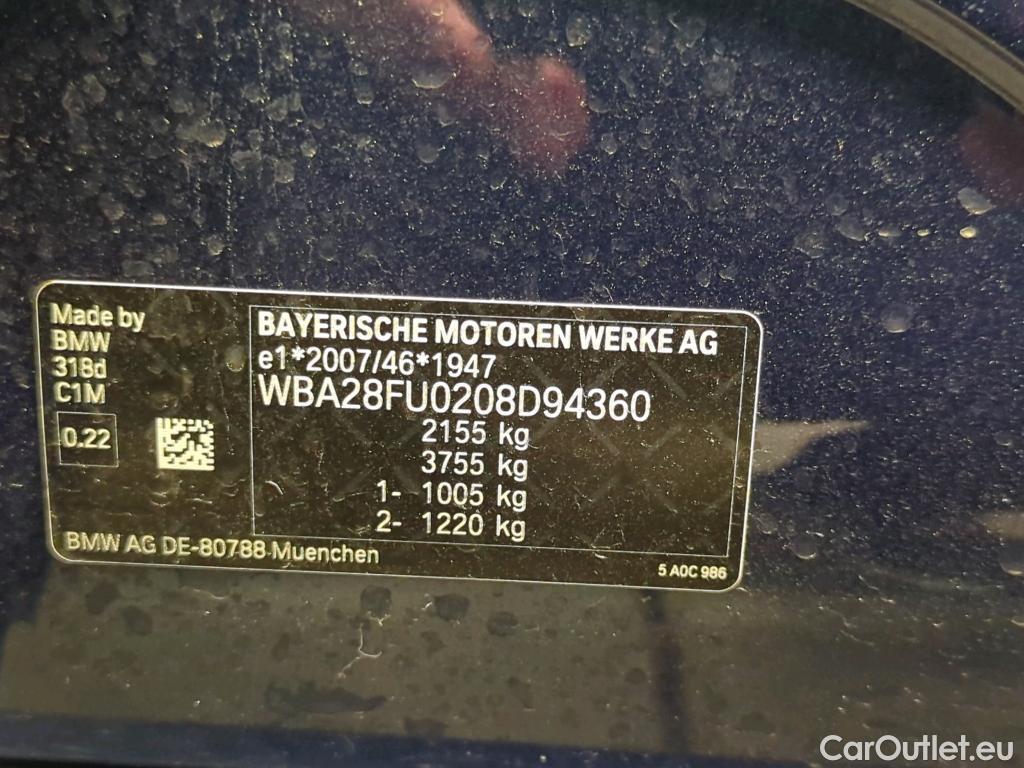 Made by
BMW
318d
C1M
0.22
BAYERISCHE MOTOREN WERKE AG
e1*2007/46*1947
WBA28FU0208D94360
2155 kg
3755 kg
1- 1005 kg
2- 1220 kg
BMW AG DE-80788 Muenchen
5 A0C 986
CarOutlet.eu